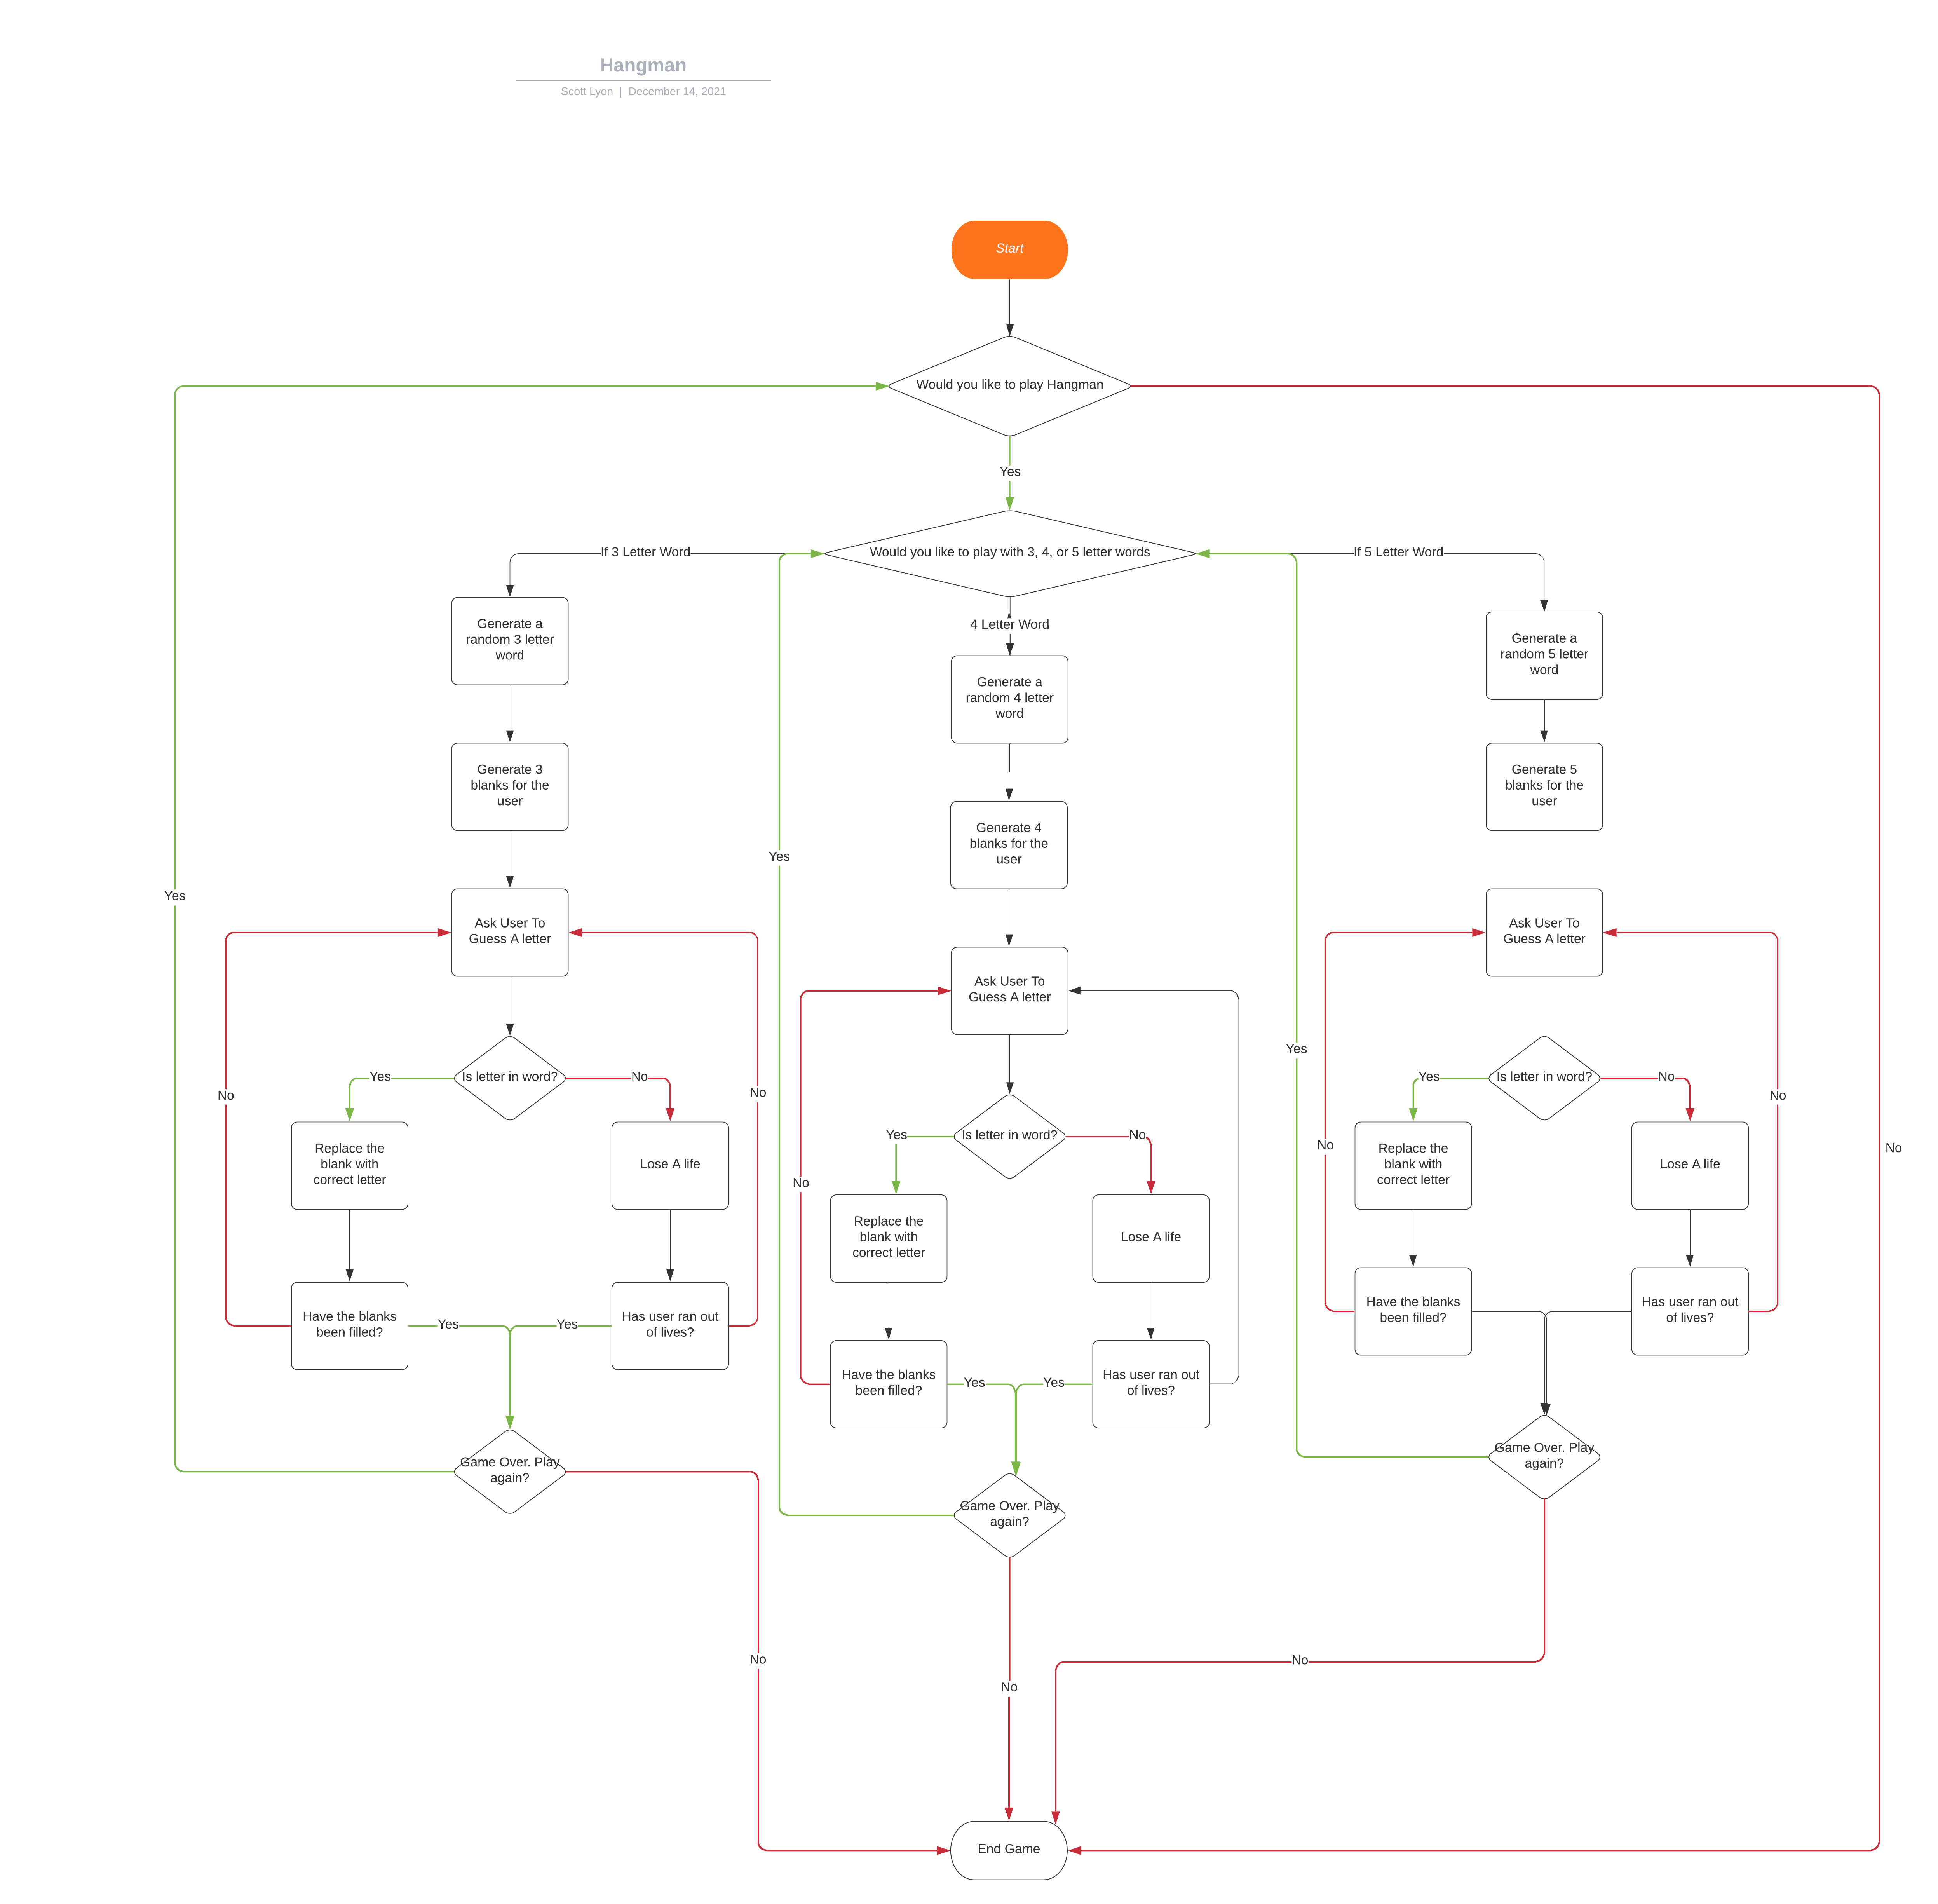 Hangman
Scott Lyon | December 14, 2021
Start
Would you like to play Hangman
Yes
Would you like to play with 3, 4, or 5 letter words
If 3 Letter Word
If 5 Letter Word
4 Letter Word
Generate a
random 3 letter
word
Generate 3
blanks for the
user
Ask User To
Guess A letter
Is letter in word?
Yes
No
Replace the
blank with
correct letter
Lose A life
Have the blanks
been filled?
Has user ran out
of lives?
Yes
Yes
No
No
Game Over. Play
again?
Yes
No
Generate a
random 4 letter
word
Generate 4
blanks for the
user
Ask User To
Guess A letter
Is letter in word?
Yes
No
Replace the
blank with
correct letter
Lose A life
Have the blanks
been filled?
Has user ran out
of lives?
Yes
Yes
No
Game Over. Play
again?
Yes
No
Generate a
random 5 letter
word
Generate 5
blanks for the
user
Ask User To
Guess A letter
Is letter in word?
Yes
No
Replace the
blank with
correct letter
Lose A life
Have the blanks
been filled?
Has user ran out
of lives?
No
No
Game Over. Play
again?
Yes
No
No
End Game